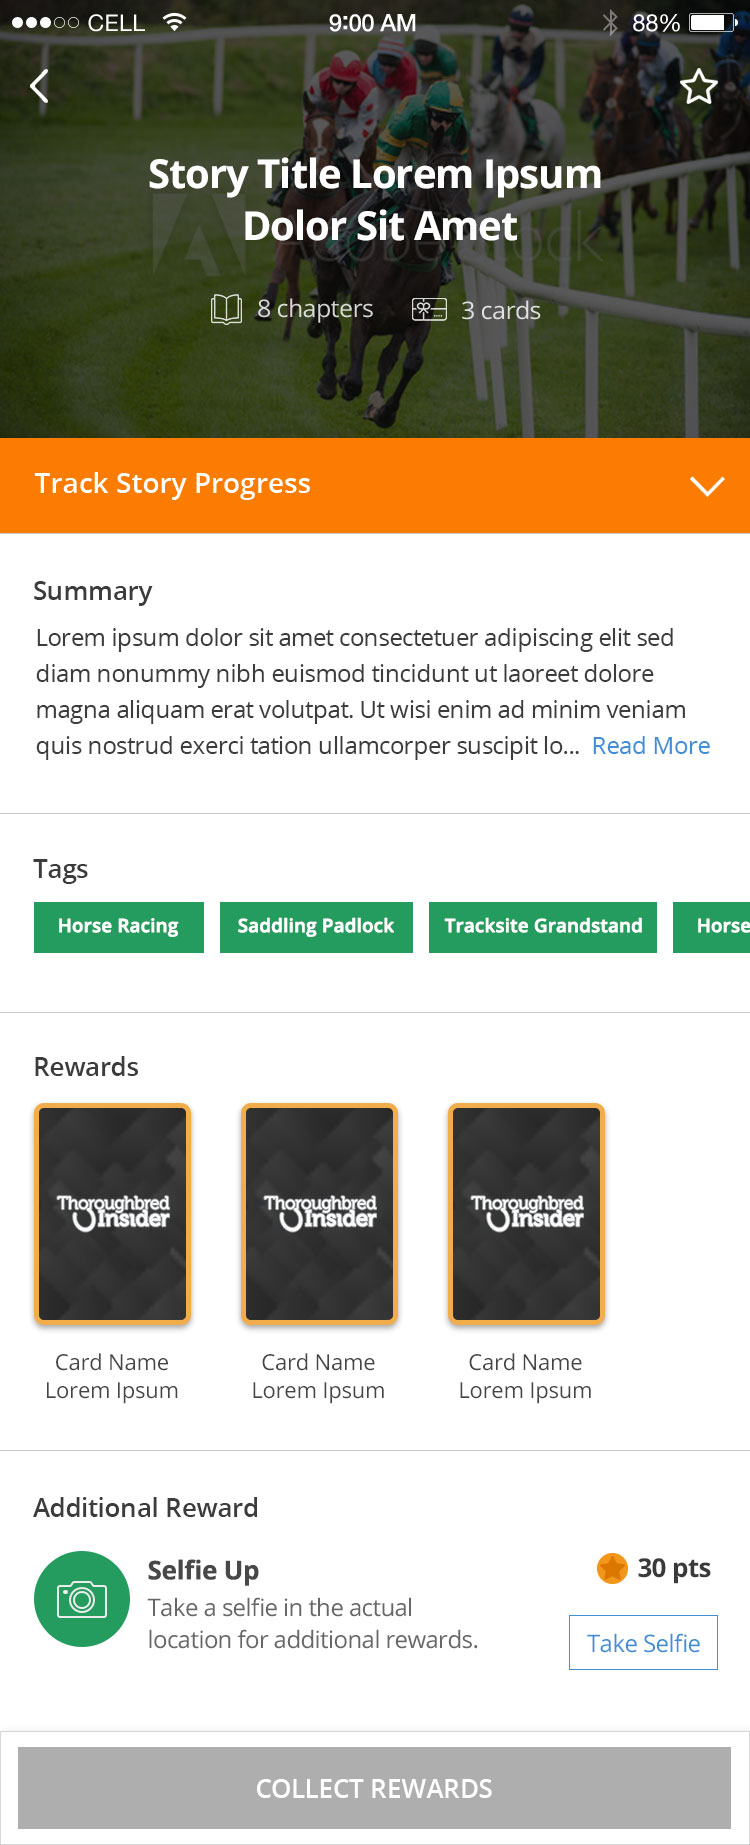 CELL 9:00 AM 88%
Story Title Lorem Ipsum
Dolor Sit Amet
8 chapters 3 cards
Track Story Progress
Summary
Lorem ipsum dolor sit amet consectetuer adipiscing elit sed
diam nonummy nibh euismod tincidunt ut laoreet dolore
magna aliquam erat volutpat. Ut wisi enim ad minim veniam
quis nostrud exerci tation ullamcorper suscipit lo... Read More
Tags
Horse Racing Saddling Padlock Tracksite Grandstand Horse
Rewards
Thoroughbred
Insider
Thoroughbred
Insider
Thoroughbred
Insider
Card Name
Lorem Ipsum
Card Name
Lorem Ipsum
Card Name
Lorem Ipsum
Additional Reward
Selfie Up
Take a selfie in the actual
location for additional rewards.
30 pts
Take Selfie
COLLECT REWARDS